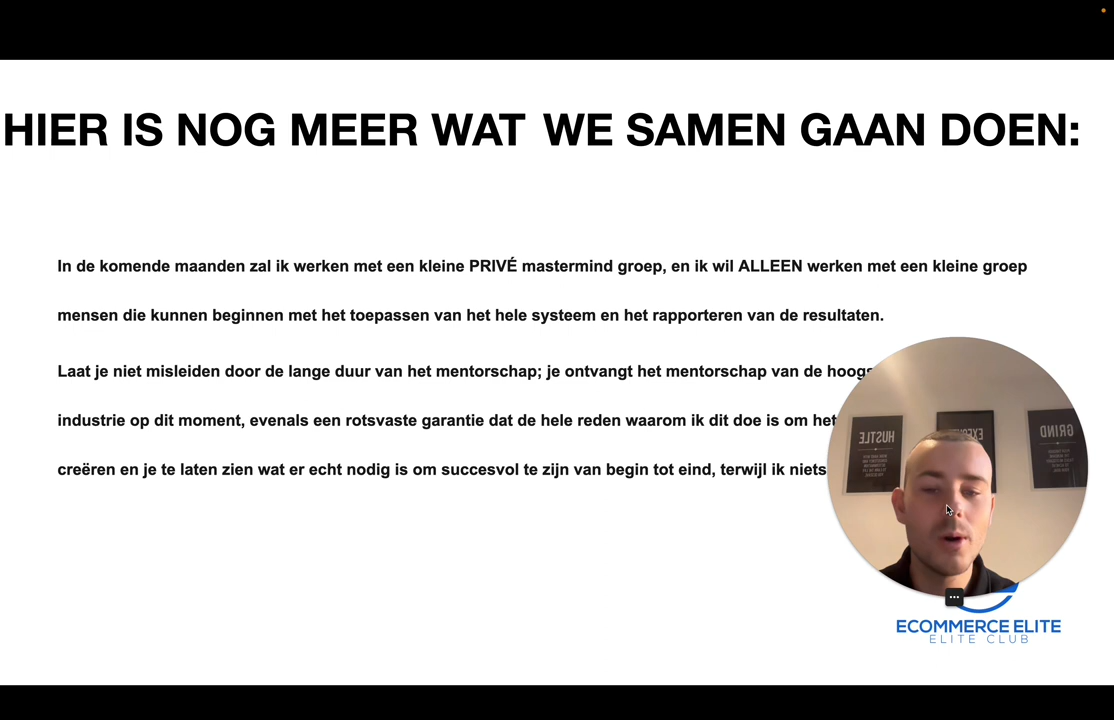 HIER IS NOG MEER WAT WE SAMEN GAAN DOEN:
In de komende maanden zal ik werken met een kleine PRIVÉ mastermind groep, en ik wil ALLEEN werken met een kleine groep
mensen die kunnen beginnen met het toepassen van het hele systeem en het rapporteren van de resultaten.
Laat je niet misleiden door de lange duur van het mentorschap; je ontvangt het mentorschap van de
industrie op dit moment, evenals een rotsvaste garantie dat de hele reden waarom ik dit doe is om het
creëren en je te laten zien wat er echt nodig is om succesvol te zijn van begin tot eind, terwijl ik niets
HUSTLE
GRIND
ECOMMERCE ELITE
ELITE CLUB